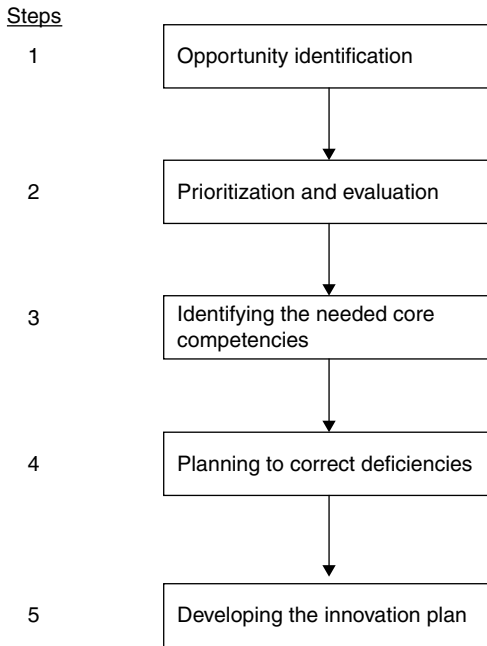 Steps
1
Opportunity identification
2
Prioritization and evaluation
3
Identifying the needed core
competencies
4
Planning to correct deficiencies
5
Developing the innovation plan